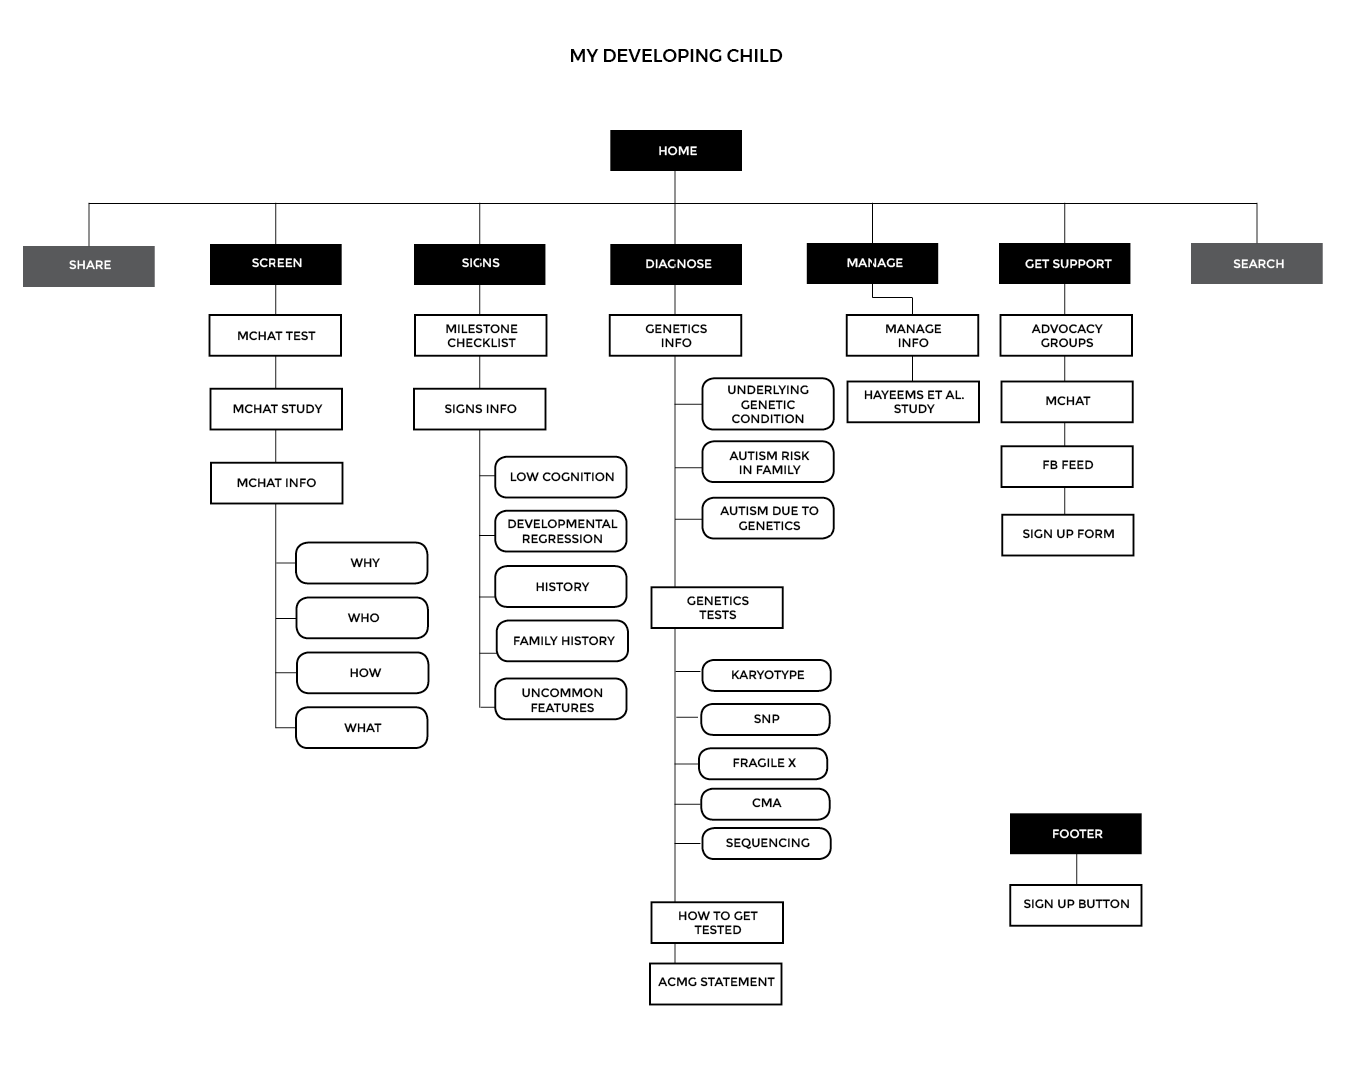 MY DEVELOPING CHILD
HOME
SHARE
SCREEN
SIGNS
DIAGNOSE
MANAGE
GET SUPPORT
SEARCH
MCHAT TEST
MCHAT STUDY
MCHAT INFO
WHY
WHO
HOW
WHAT
MILESTONE
CHECKLIST
SIGNS INFO
LOW COGNITION
DEVELOPMENTAL
REGRESSION
HISTORY
FAMILY HISTORY
UNCOMMON
FEATURES
GENETICS
INFO
UNDERLYING
GENETIC
CONDITION
AUTISM RISK
IN FAMILY
AUTISM DUE TO
GENETICS
GENETICS
TESTS
KARYOTYPE
SNP
FRAGILE X
CMA
SEQUENCING
HOW TO GET
TESTED
ACMG STATEMENT
MANAGE
INFO
HAYEEMS ET AL.
STUDY
ADVOCACY
GROUPS
MCHAT
FB FEED
SIGN UP FORM
FOOTER
SIGN UP BUTTON